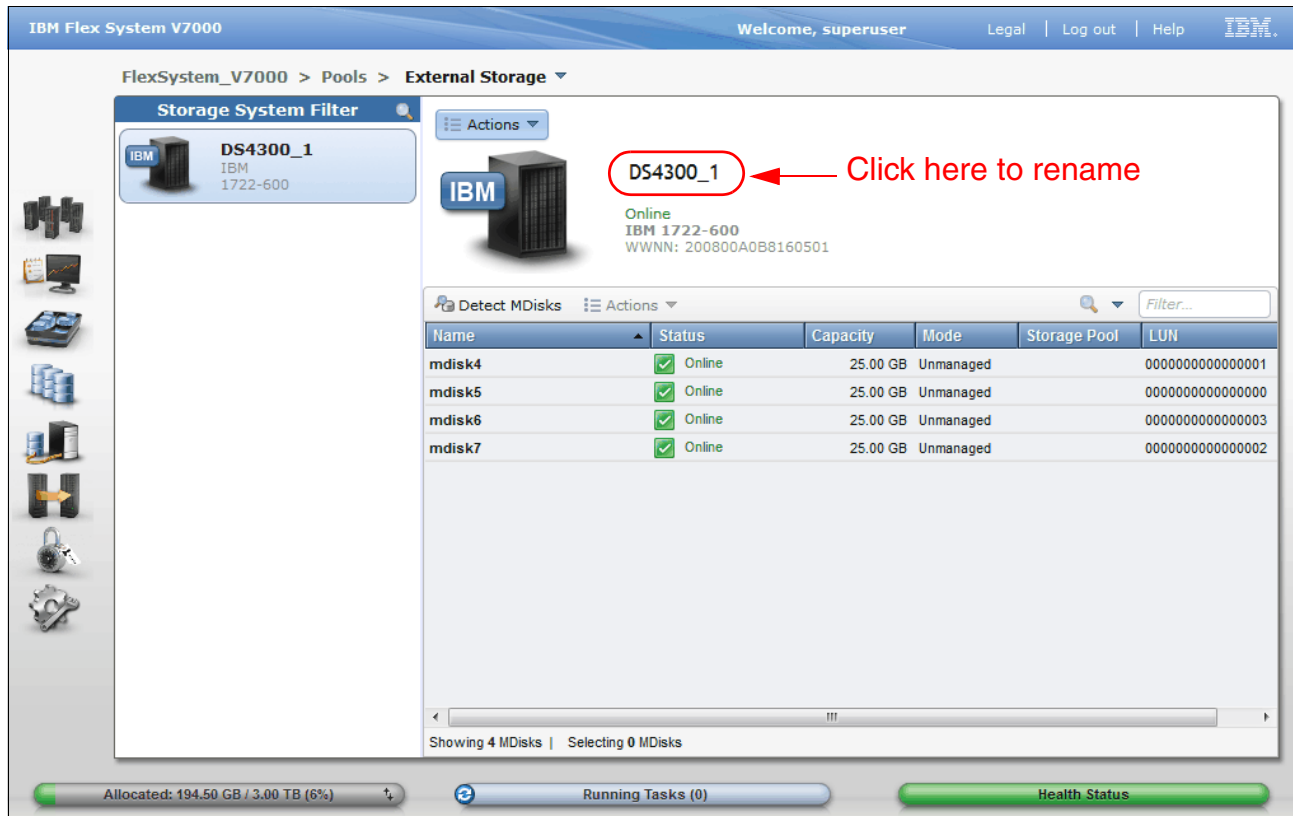 IBM Flex System V7000
Welcome, superuser
Legal | Log out | Help
IBM.
FlexSystem_V7000 > Pools > External Storage
Storage System Filter
IBM
DS4300_1
IBM
1722-600
Actions
IBM
DS4300_1
Click here to rename
Online
IBM 1722-600
WWNN: 200800A0B8160501
Detect MDisks Actions Filter...
Name Status Capacity Mode Storage Pool LUN
mdisk4 Online 25.00 GB Unmanaged 0000000000000001
mdisk5 Online 25.00 GB Unmanaged 0000000000000000
mdisk6 Online 25.00 GB Unmanaged 0000000000000003
mdisk7 Online 25.00 GB Unmanaged 0000000000000002
Showing 4 MDisks | Selecting 0 MDisks
Allocated: 194.50 GB / 3.00 TB (6%)
Running Tasks (0)
Health Status